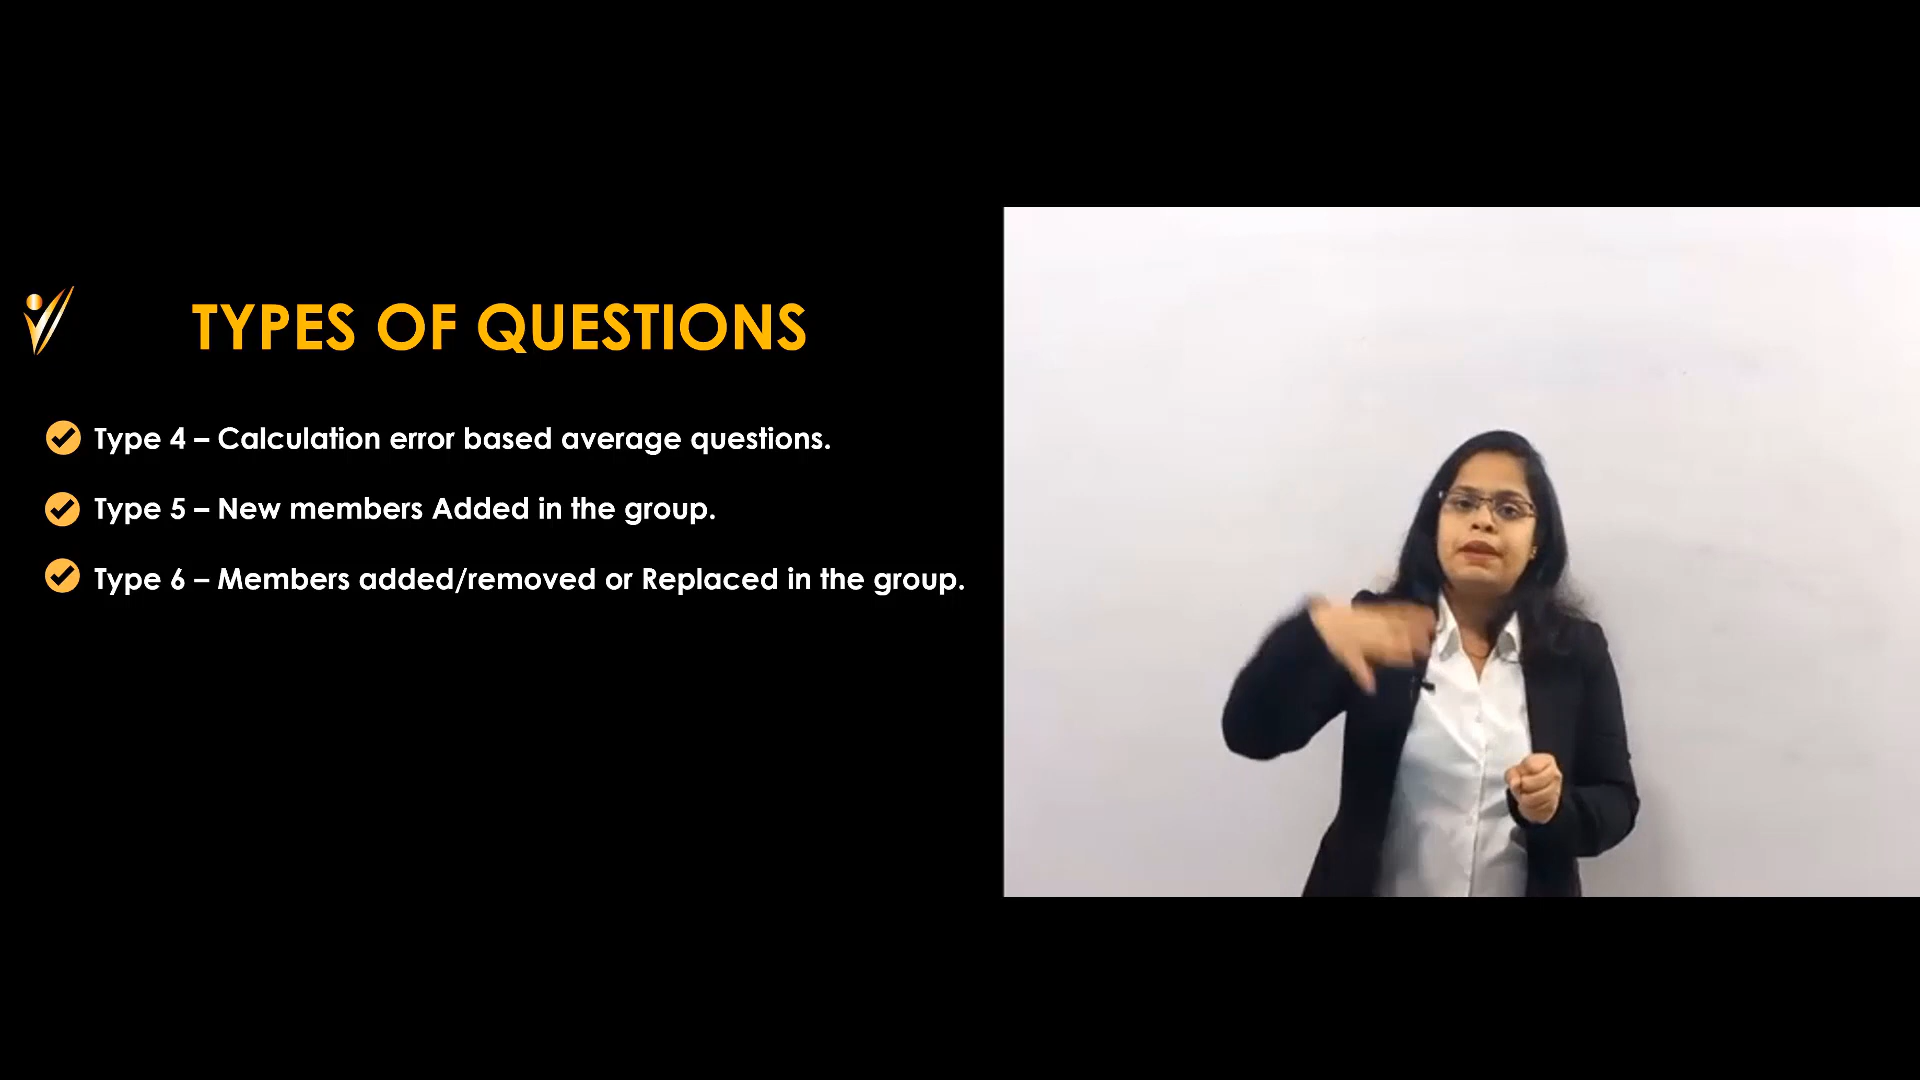 TYPES OF QUESTIONS
Type 4 – Calculation error based average questions.
Type 5 – New members Added in the group.
Type 6 – Members added/removed or Replaced in the group.